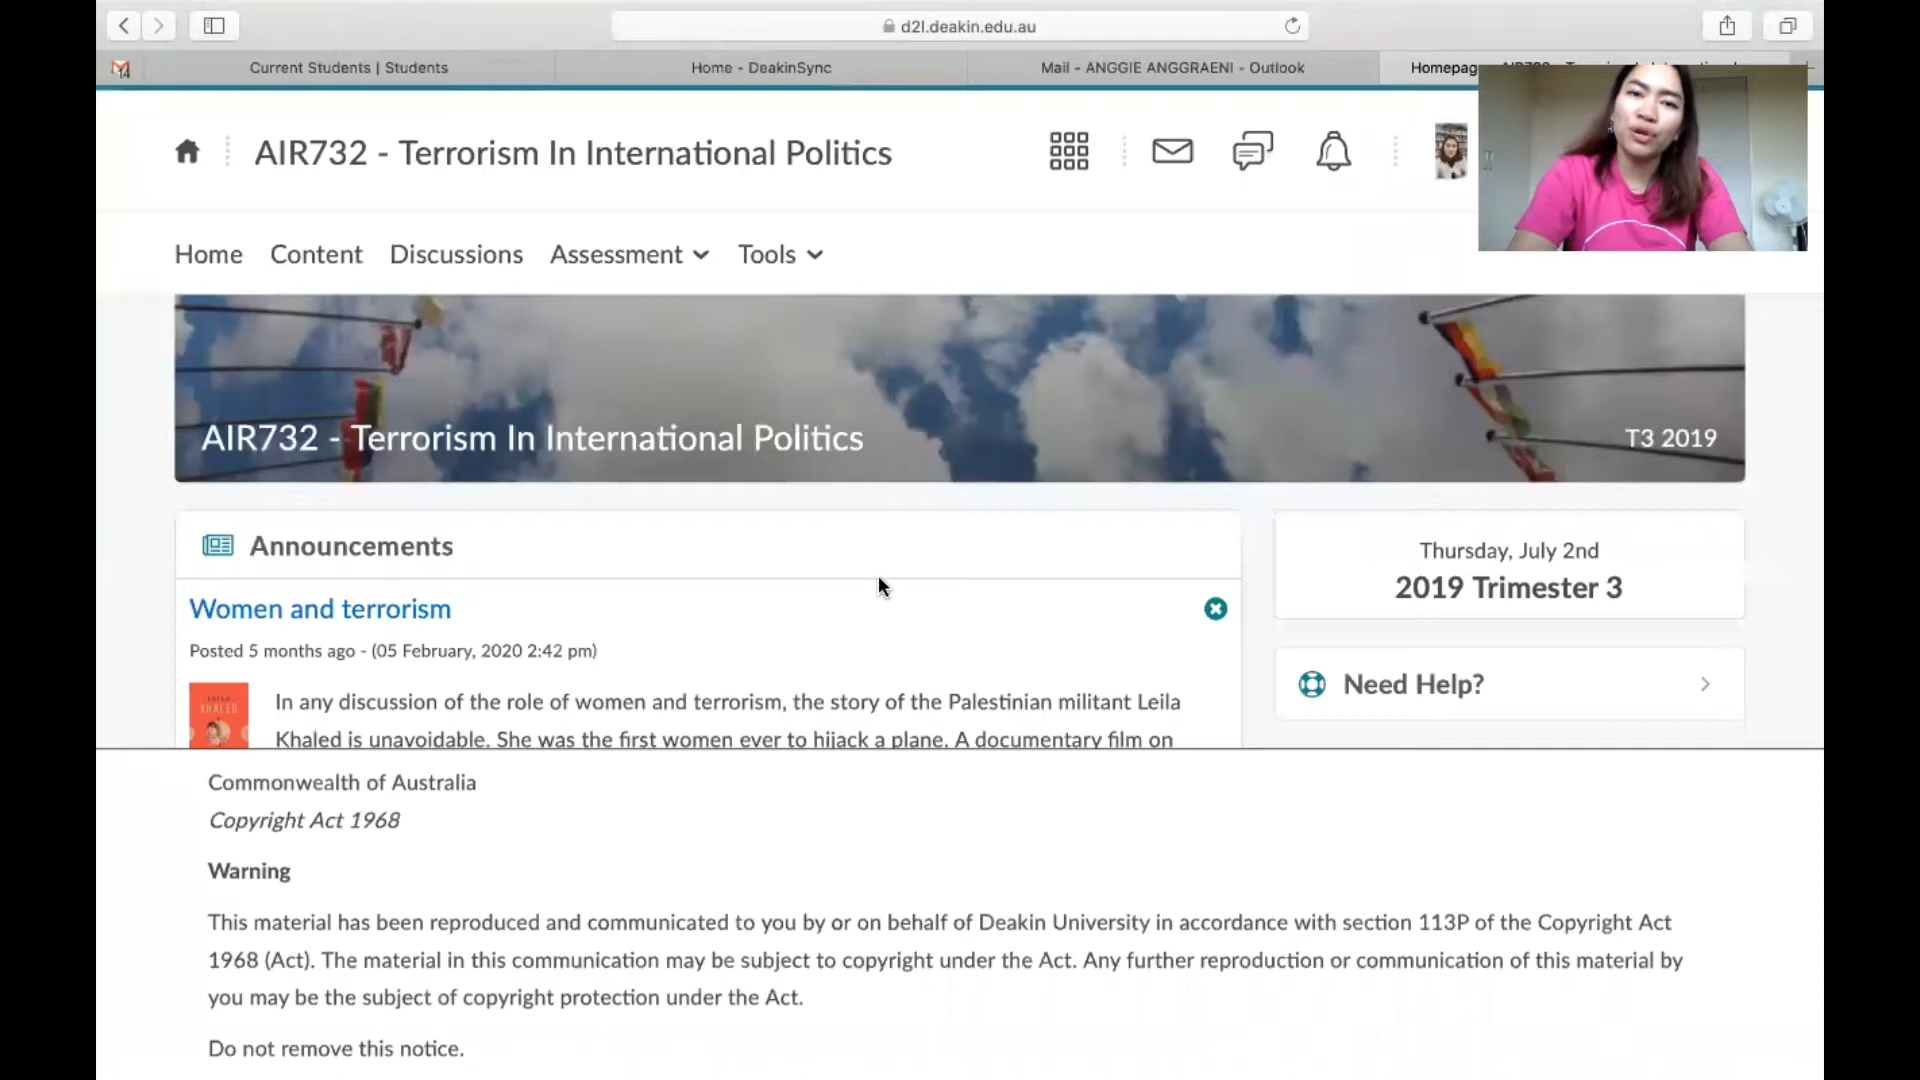 d2l.deakin.edu.au
Current Students | Students
Home - DeakinSync
Mail - ANGGIE ANGGRAENI - Outlook
Homepag
AIR732 - Terrorism In International Politics
Home Content Discussions Assessment Tools
AIR732 - Terrorism In International Politics
T3 2019
Announcements
Women and terrorism
Posted 5 months ago - (05 February, 2020 2:42 pm)
In any discussion of the role of women and terrorism, the story of the Palestinian militant Leila
Khaled is unavoidable. She was the first women ever to hijack a plane. A documentary film on
Thursday, July 2nd
2019 Trimester 3
Need Help?
Commonwealth of Australia
Copyright Act 1968
Warning
This material has been reproduced and communicated to you by or on behalf of Deakin University in accordance with section 113P of the Copyright Act
1968 (Act). The material in this communication may be subject to copyright under the Act. Any further reproduction or communication of this material by
you may be the subject of copyright protection under the Act.
Do not remove this notice.